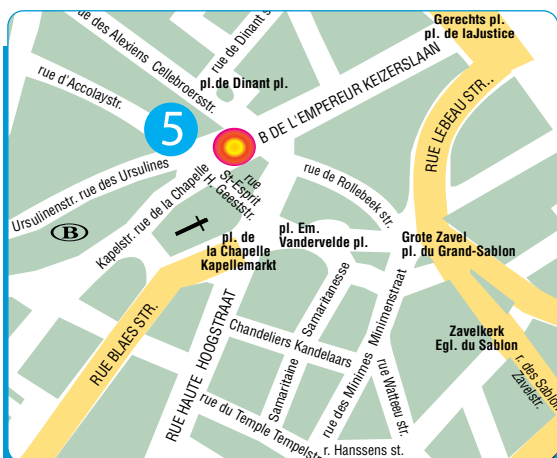 Gerechts pl.
pl. de laJustice
rue des Alexiens Cellebroersstr.
rue de Dinant s
pl.de Dinant pl.
rue d'Accolaystr.
B DE L'EMPEREUR KEIZERSLAAN
RUE LEBEAU STR..
5
Ursulinenstr. rue des Ursulines
rue
St-Esprit
H. Geeststr.
rue de Rollebeek str.
Kapelstr. rue de la Chapelle
B
pl. de
la Chapelle
Kapellemarkt
pl. Em.
Vandervelde pl.
Grote Zavel
pl. du Grand-Sablon
RUE BLAES STR.
RUE HAUTE HOOGSTRAAT
Chandeliers Kandelaars
Samaritaine Samaritanesse
rue des Minimes Minimenstraat
rue Watteeu str.
Zavelkerk
Egl. du Sablon
r. des Sablon
Zavelstr.
rue du Temple Tempelstr.
r. Hanssens st.